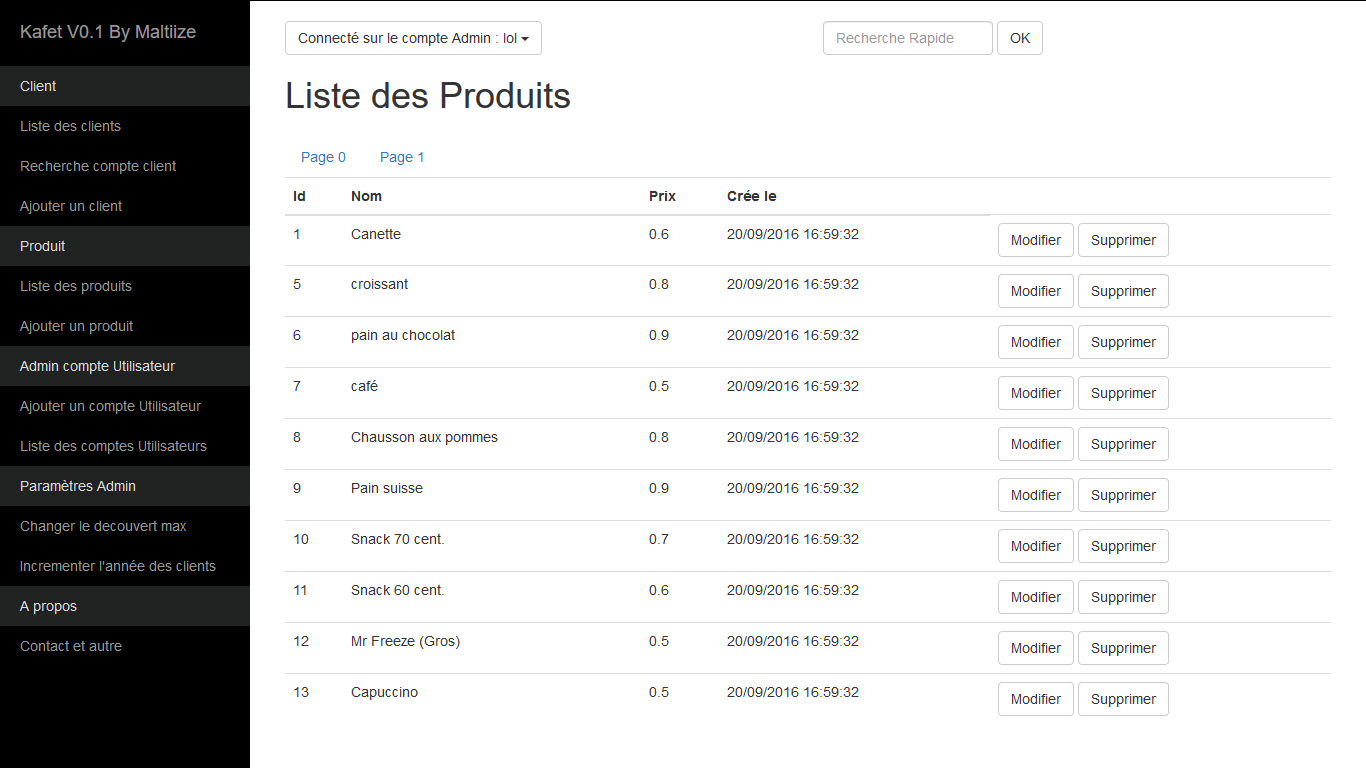 Kafet V0.1 By Maltiize
Client
Liste des clients
Recherche compte client
Ajouter un client
Produit
Liste des produits
Ajouter un produit
Admin compte Utilisateur
Ajouter un compte Utilisateur
Liste des comptes Utilisateurs
Paramètres Admin
Changer le decouvert max
Incrementer l'année des clients
A propos
Contact et autre
Connecté sur le compte Admin : lol
Recherche Rapide OK
Liste des Produits
Page 0 Page 1
Id Nom Prix Crée le
1 Canette 0.6 20/09/2016 16:59:32 Modifier Supprimer
5 croissant 0.8 20/09/2016 16:59:32 Modifier Supprimer
6 pain au chocolat 0.9 20/09/2016 16:59:32 Modifier Supprimer
7 café 0.5 20/09/2016 16:59:32 Modifier Supprimer
8 Chausson aux pommes 0.8 20/09/2016 16:59:32 Modifier Supprimer
9 Pain suisse 0.9 20/09/2016 16:59:32 Modifier Supprimer
10 Snack 70 cent. 0.7 20/09/2016 16:59:32 Modifier Supprimer
11 Snack 60 cent. 0.6 20/09/2016 16:59:32 Modifier Supprimer
12 Mr Freeze (Gros) 0.5 20/09/2016 16:59:32 Modifier Supprimer
13 Capuccino 0.5 20/09/2016 16:59:32 Modifier Supprimer